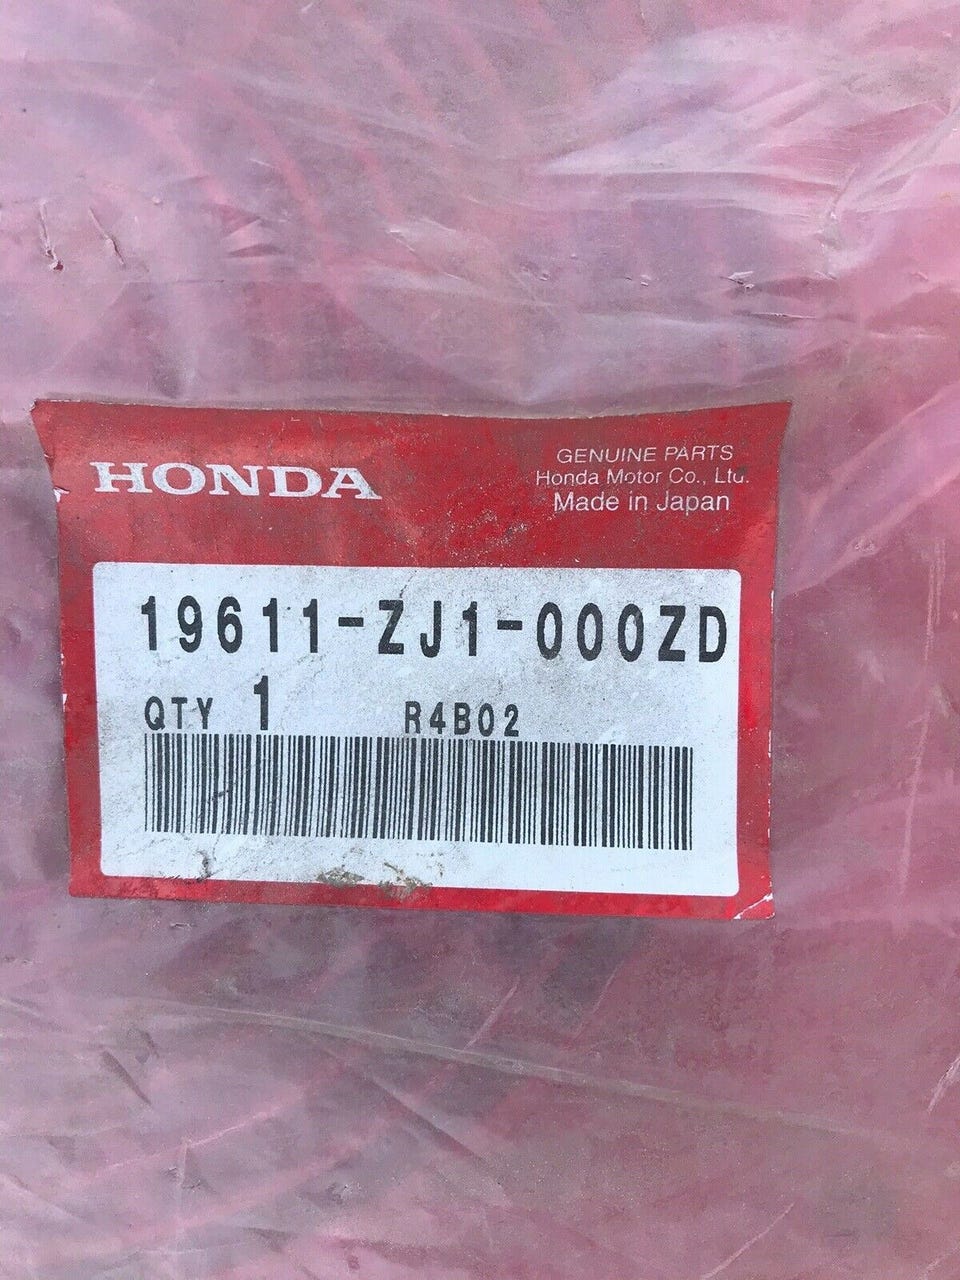 HONDA
GENUINE PARTS
Honda Motor Co., Ltd.
Made in Japan
19611-ZJ1-000ZD
QTY 1 R4B02